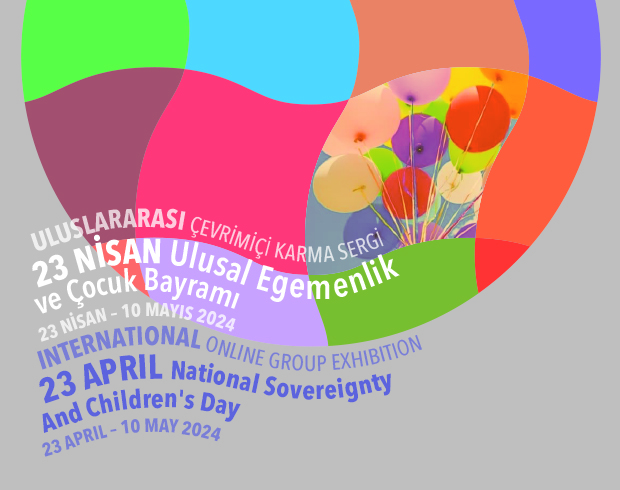 ULUSLARARASI ÇEVRİMİÇİ KARMA SERGİ
23 NİSAN Ulusal Egemenlik
ve Çocuk Bayramı
23 NİSAN – 10 MAYIS 2024
INTERNATIONAL ONLINE GROUP EXHIBITION
23 APRIL National Sovereignty
And Children's Day
23 APRIL – 10 MAY 2024